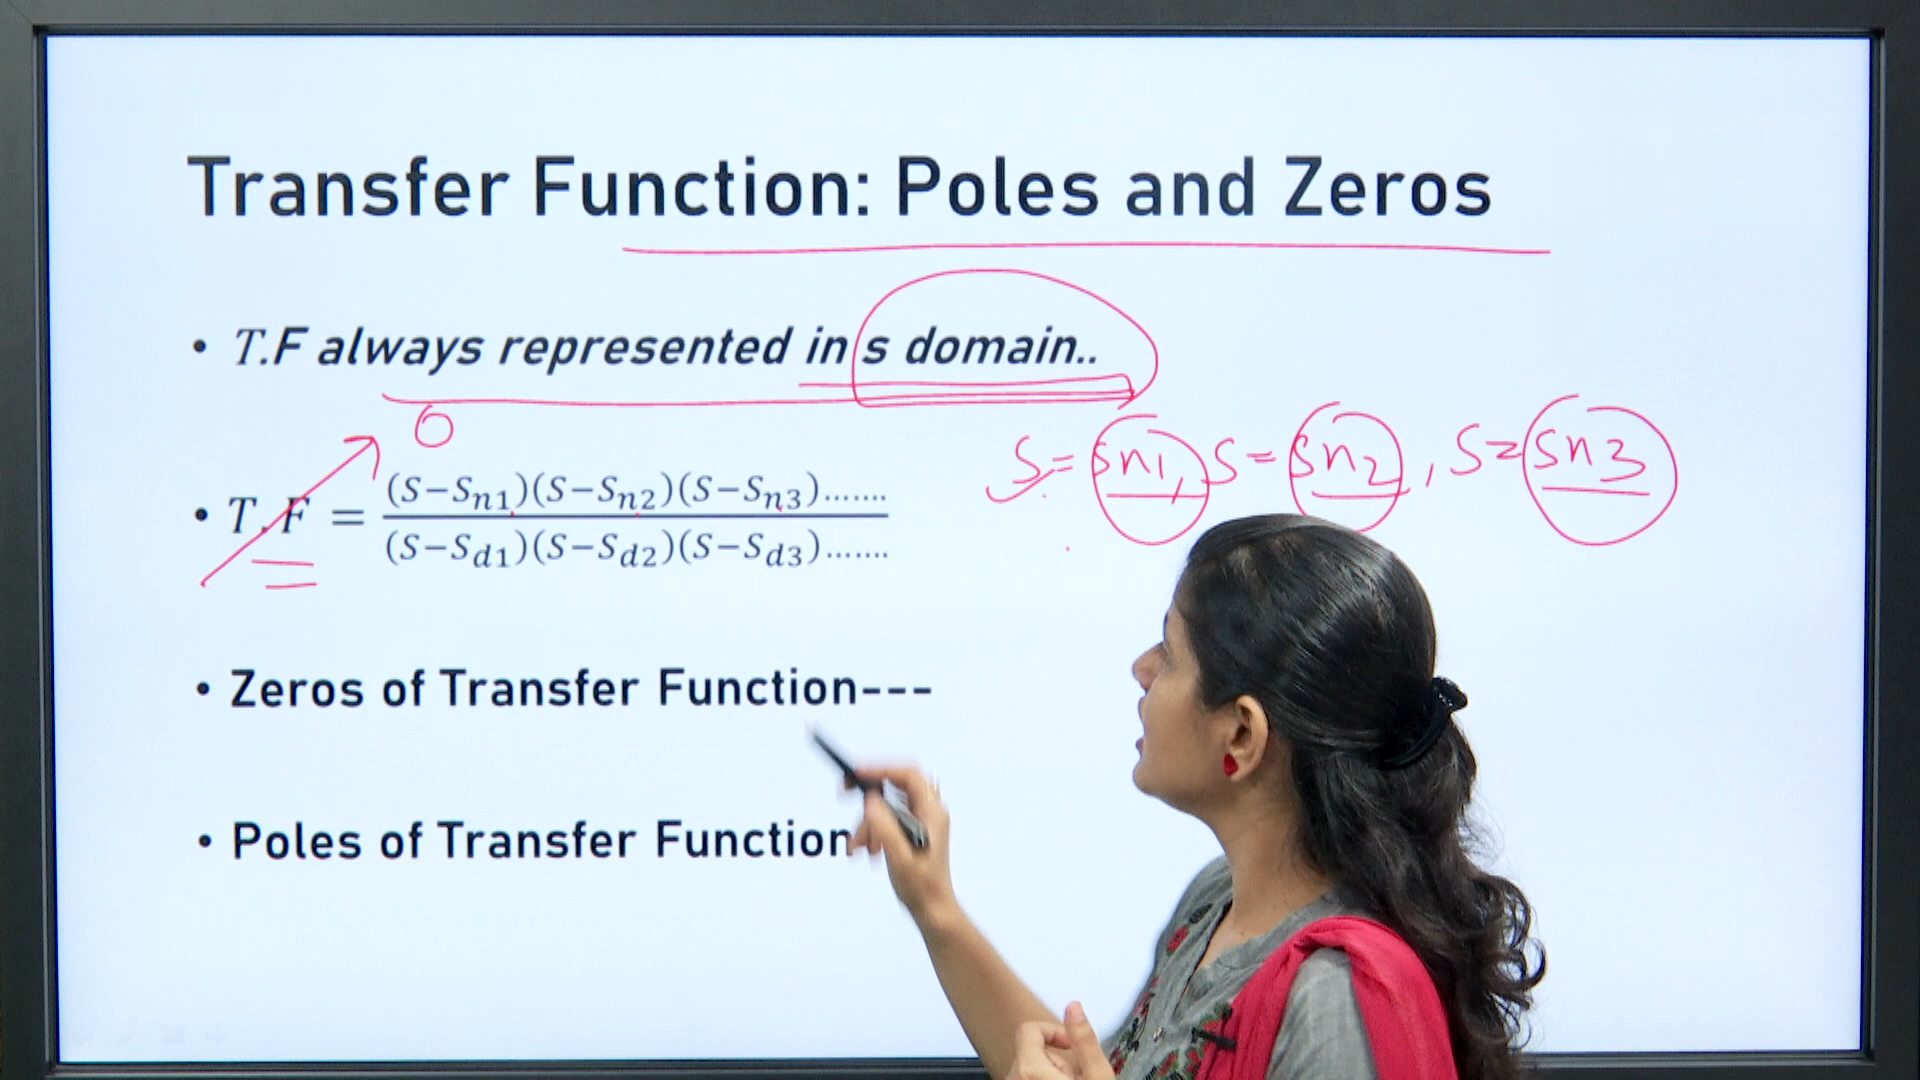 Transfer Function: Poles and Zeros
• T.F always represented in s domain..
0
S = Sn1, S = Sn2, S = Sn3
• T.F = (S−Sn1)(S−Sn2)(S−Sn3).......
(S−Sd1)(S−Sd2)(S−Sd3).......
• Zeros of Transfer Function---
• Poles of Transfer Function